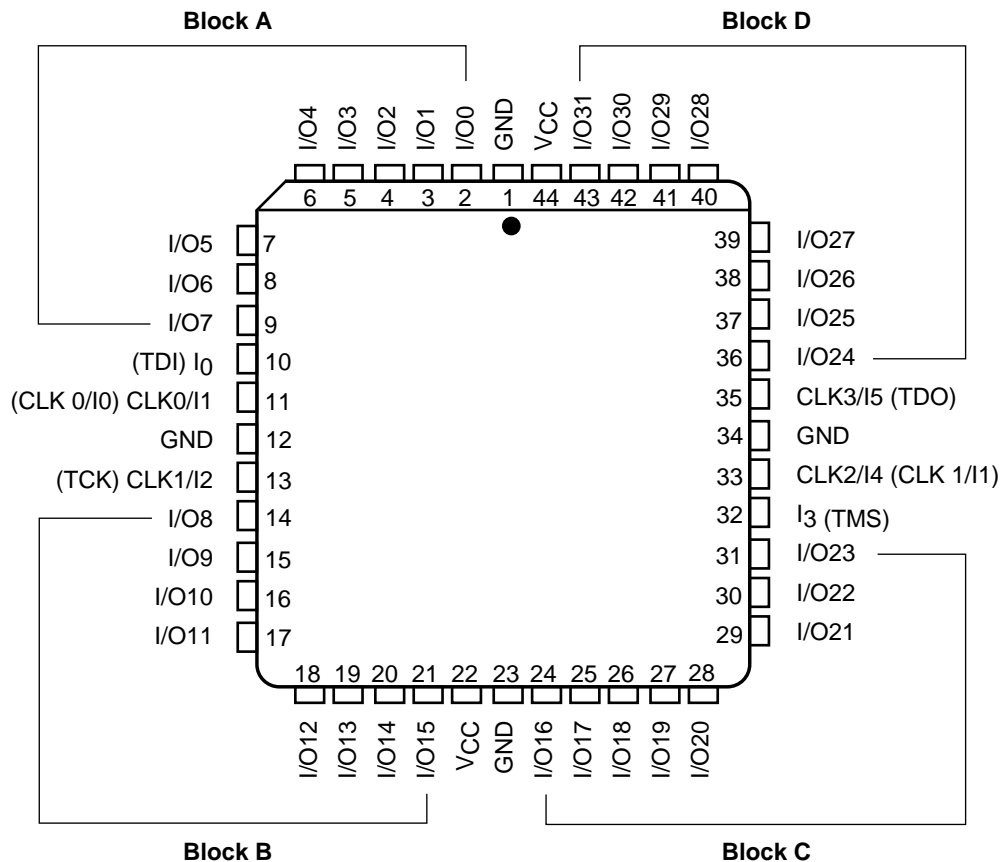 Block A
Block D
I/O4
I/O3
I/O2
I/O1
I/O0
GND
VCC
I/O31
I/O30
I/O29
I/O28
6 5 4 3 2 1 44 43 42 41 40
I/O5 7
I/O6 8
I/O7 9
(TDI) I0 10
(CLK 0/I0) CLK0/I1 11
GND 12
(TCK) CLK1/I2 13
I/O8 14
I/O9 15
I/O10 16
I/O11 17
39 I/O27
38 I/O26
37 I/O25
36 I/O24
35 CLK3/I5 (TDO)
34 GND
33 CLK2/I4 (CLK 1/I1)
32 I3 (TMS)
31 I/O23
30 I/O22
29 I/O21
18 19 20 21 22 23 24 25 26 27 28
I/O12
I/O13
I/O14
I/O15
VCC
GND
I/O16
I/O17
I/O18
I/O19
I/O20
Block B
Block C